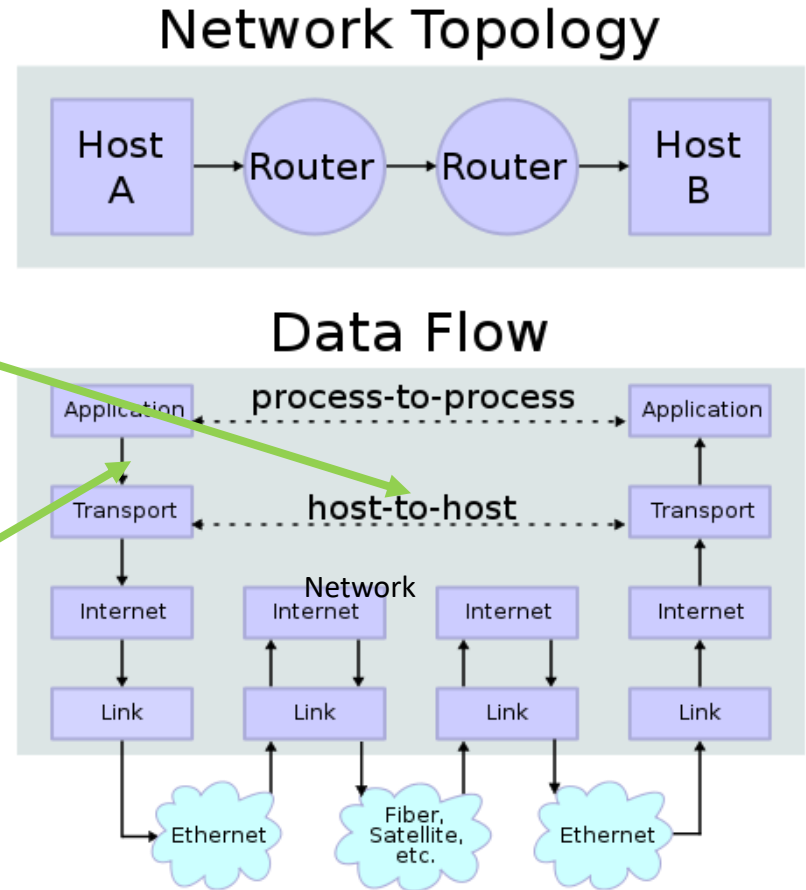 Network Topology
Host
A
Router
Router
Host
B
Data Flow
Application
process-to-process
Application
Transport
host-to-host
Transport
Network
Internet
Internet
Internet
Internet
Link
Link
Link
Link
Ethernet
Fiber,
Satellite,
etc.
Ethernet